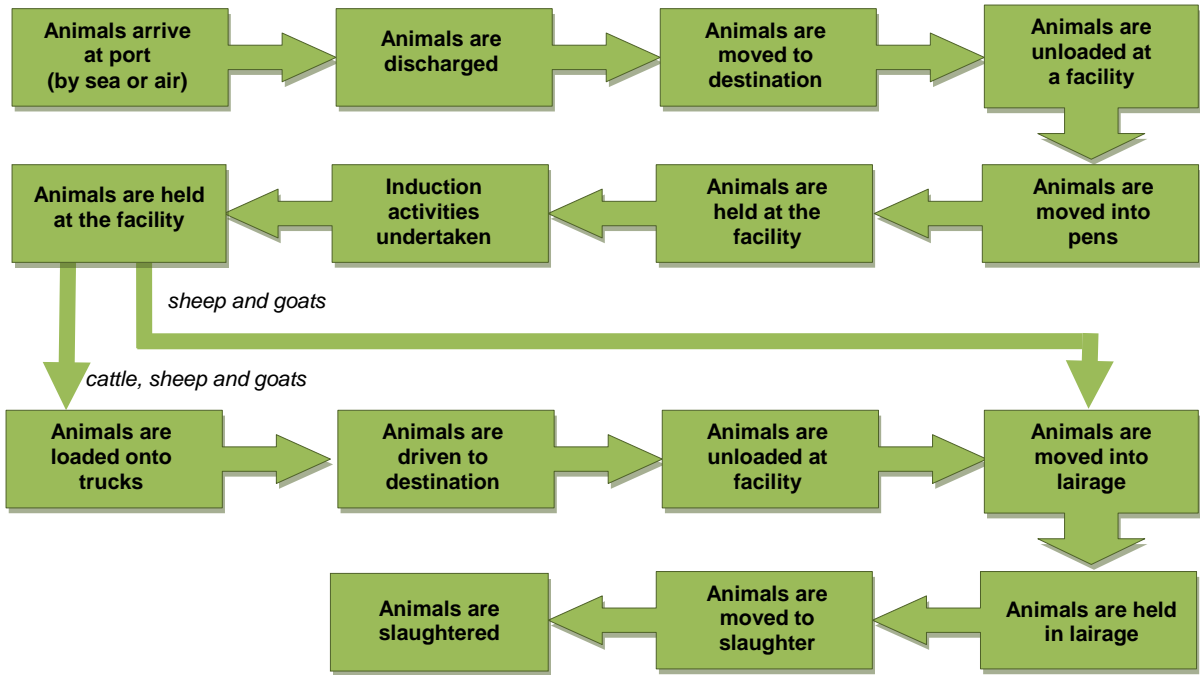 Animals arrive
at port
(by sea or air)
Animals are
discharged
Animals are
moved to
destination
Animals are
unloaded at
a facility
Animals are
moved into
pens
Animals are
held at the
facility
Induction
activities
undertaken
Animals are held
at the facility
sheep and goats
cattle, sheep and goats
Animals are
loaded onto
trucks
Animals are
driven to
destination
Animals are
unloaded at
facility
Animals are
moved into
lairage
Animals are held
in lairage
Animals are
moved to
slaughter
Animals are
slaughtered